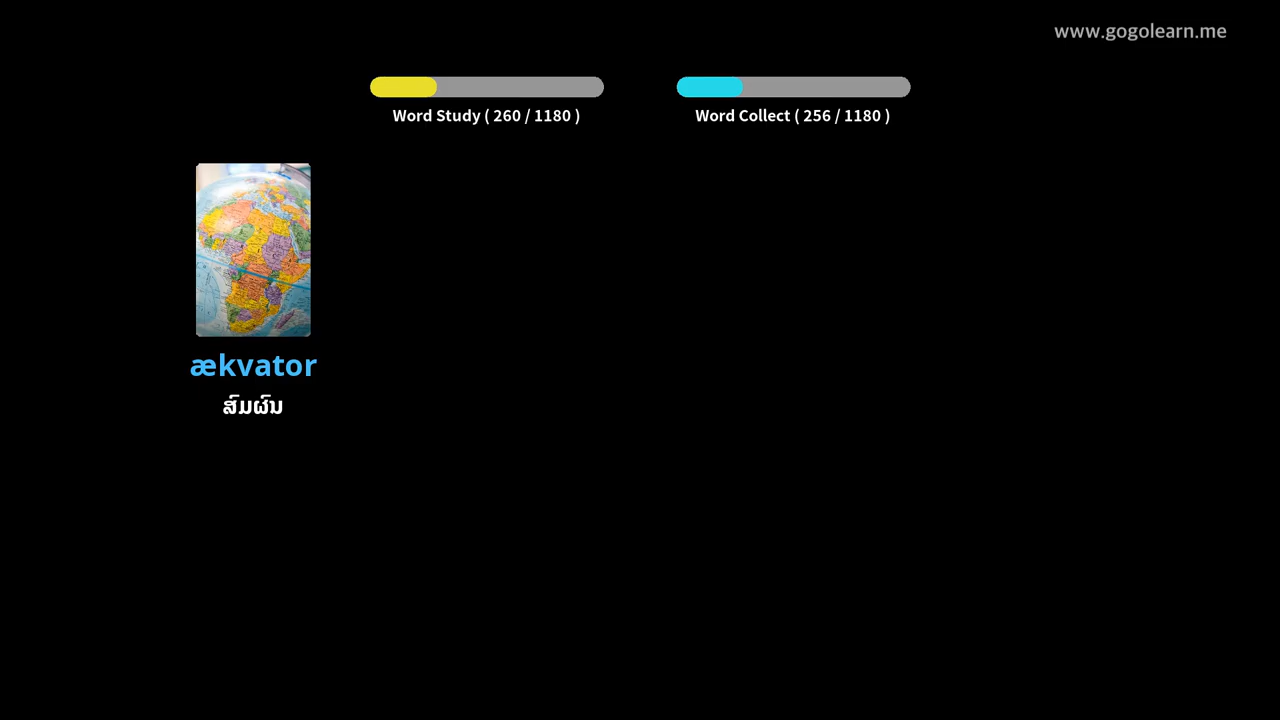 www.gogolearn.me
Word Study ( 260 / 1180 )
Word Collect ( 256 / 1180 )
ækvator
ສົມຜົນ